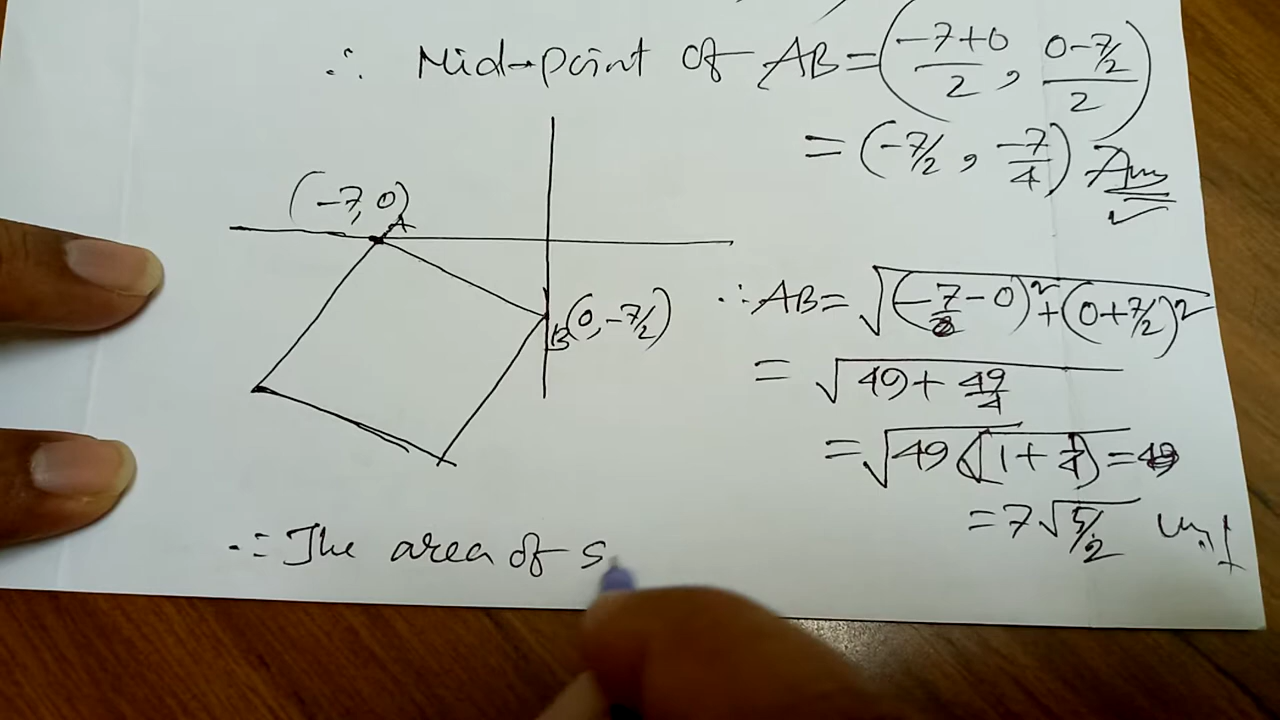 ∴ Mid-point of AB = (-7+0/2, 0-7/2/2)
= (-7/2, -7/4) Ans
(-7, 0)
A
B(0, -7/2)
∴ AB = √(-7-0)²+(0+7/2)²
= √49+49/4
= √49(1+1/4) =
= 7√5/2 unit
∴ The area of s